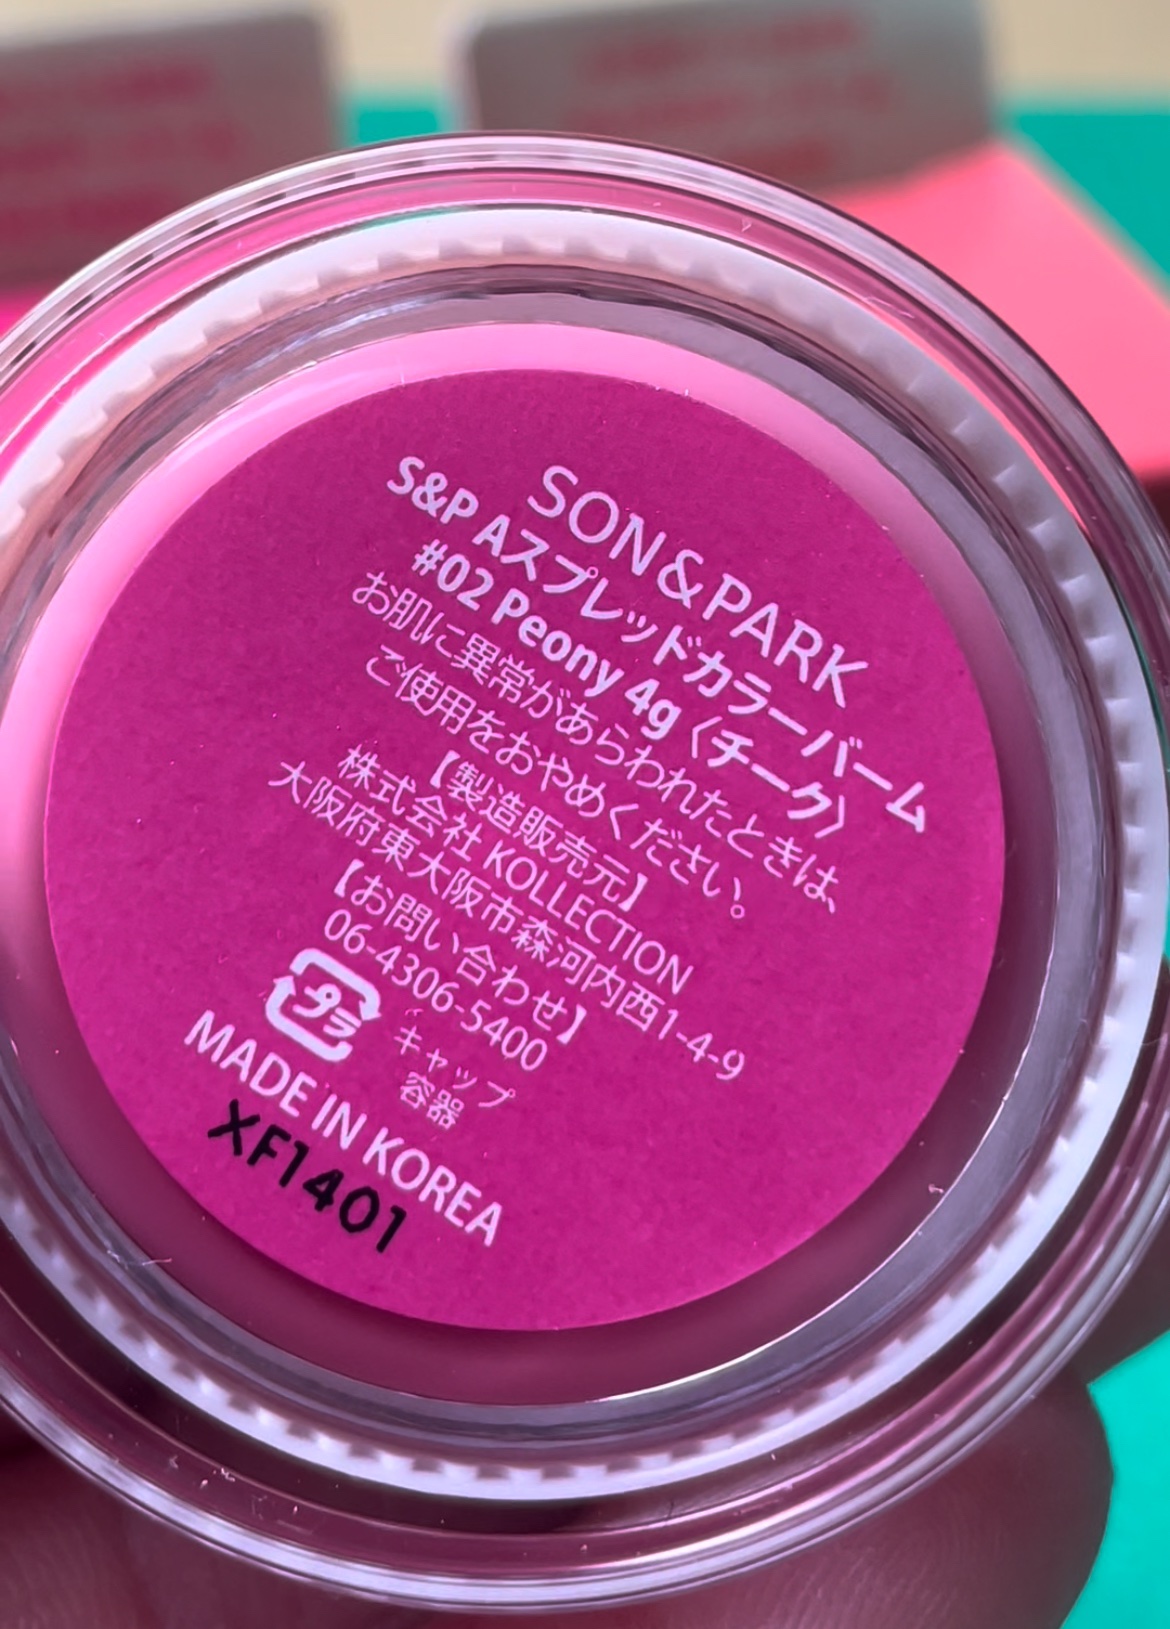 SON&PARK
S&P Aスプレッドカラーバーム
#02 Peony 4g〈チーク〉
お肌に異常があらわれたときは、
ご使用をおやめください。
【製造販売元】
株式会社 KOLLECTION
大阪府東大阪市森河内西1-4-9
【お問い合わせ】
06-4306-5400
プラ
キャップ
容器
MADE IN KOREA
XF1401